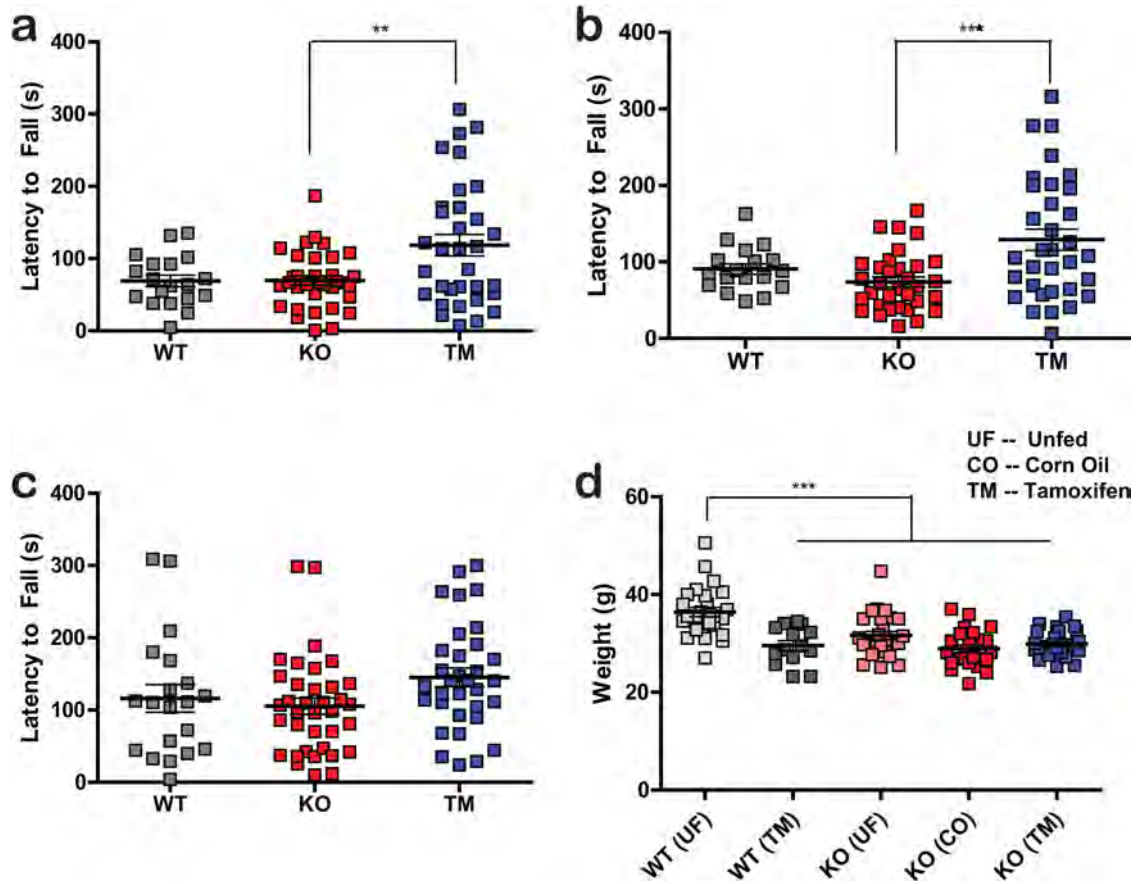 a
**
Latency to Fall (s)
400
300
200
100
0
WT
KO
TM
b
***
Latency to Fall (s)
400
300
200
100
0
WT
KO
TM
c
Latency to Fall (s)
400
300
200
100
0
WT
KO
TM
UF -- Unfed
CO -- Corn Oil
TM -- Tamoxifen
d
***
Weight (g)
60
40
20
0
WT (UF)
WT (TM)
KO (UF)
KO (CO)
KO (TM)